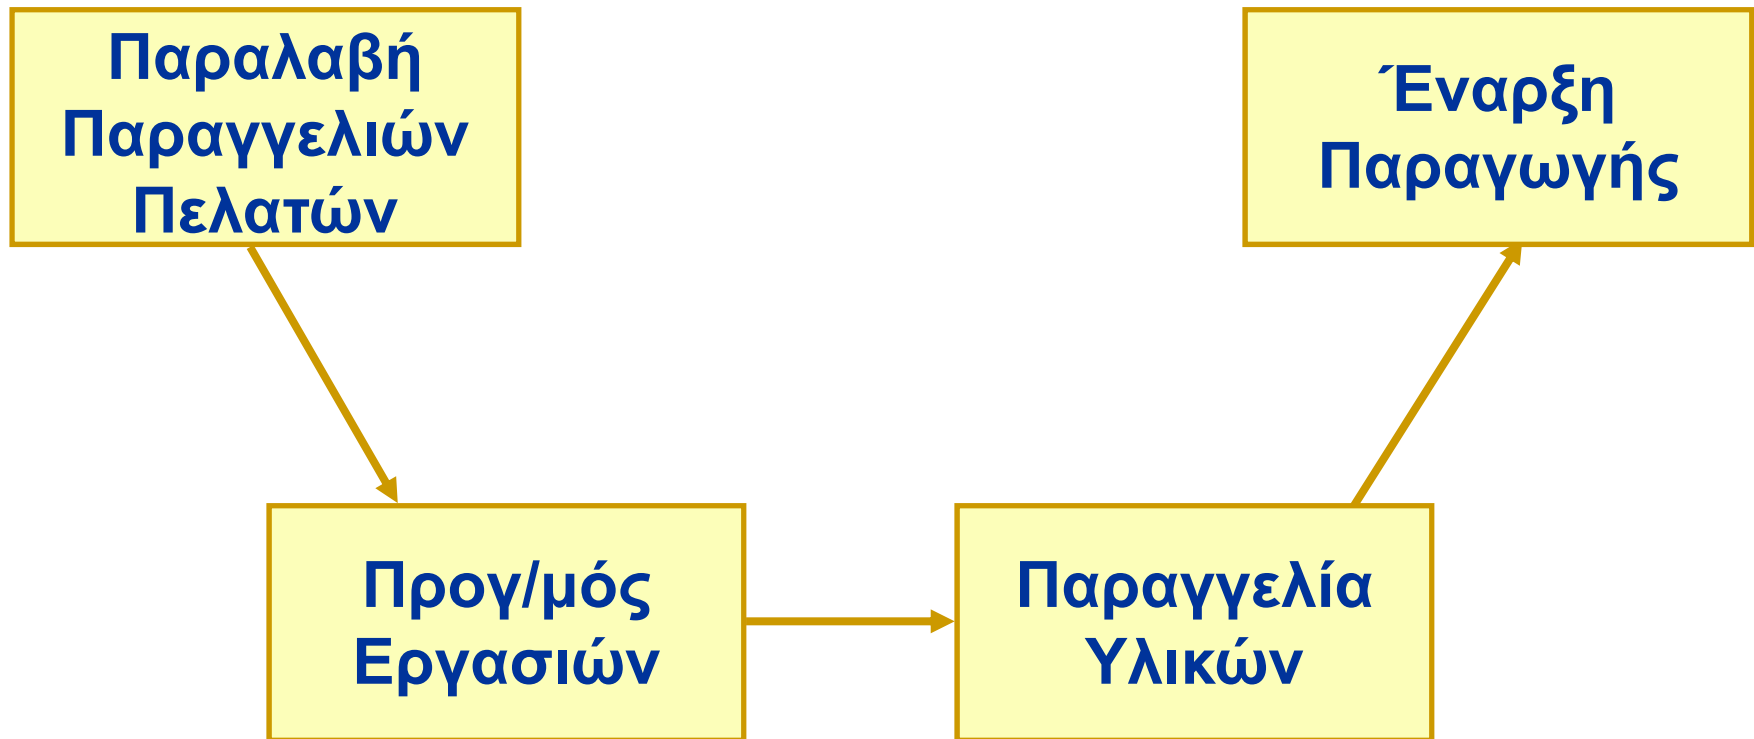 Παραλαβή
Παραγγελιών
Πελατών
Προγ/μός
Εργασιών
Παραγγελία
Υλικών
Έναρξη
Παραγωγής